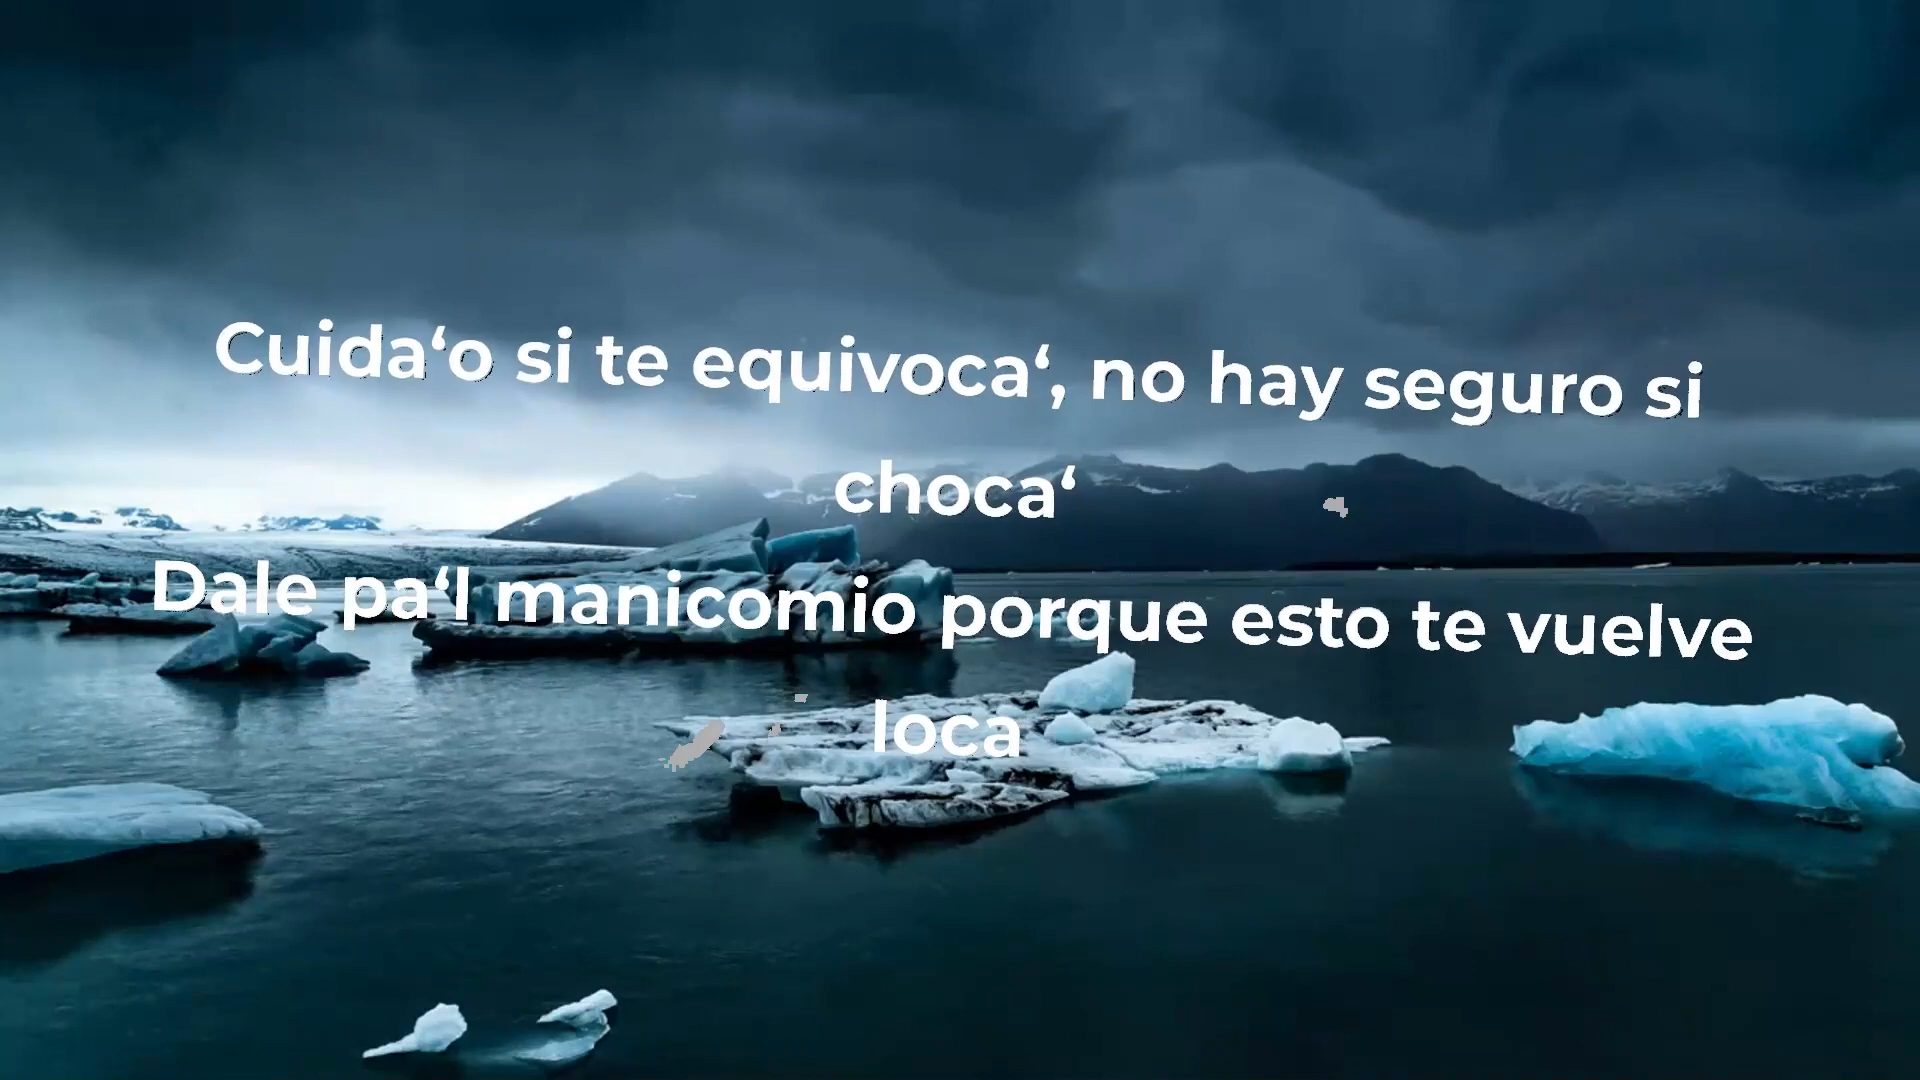 Cuida‘o si te equivoca‘, no hay seguro si
choca‘
Dale pa‘l manicomio porque esto te vuelve
loca